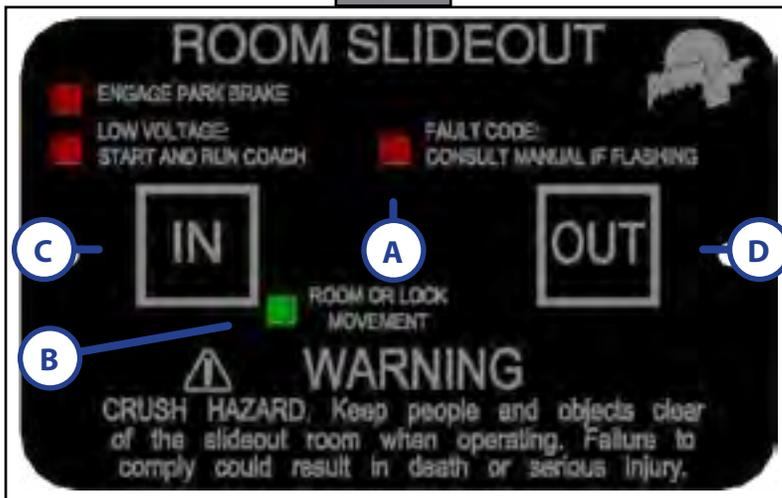 ROOM SLIDEOUT
ENGAGE PARK BRAKE
LOW VOLTAGE:
START AND RUN COACH
FAULT CODE:
CONSULT MANUAL IF FLASHING
C
IN
A
OUT
D
ROOM OR LOCK
MOVEMENT
B
WARNING
CRUSH HAZARD. Keep people and objects clear
of the slideout room when operating. Failure to
comply could result in death or serious injury.